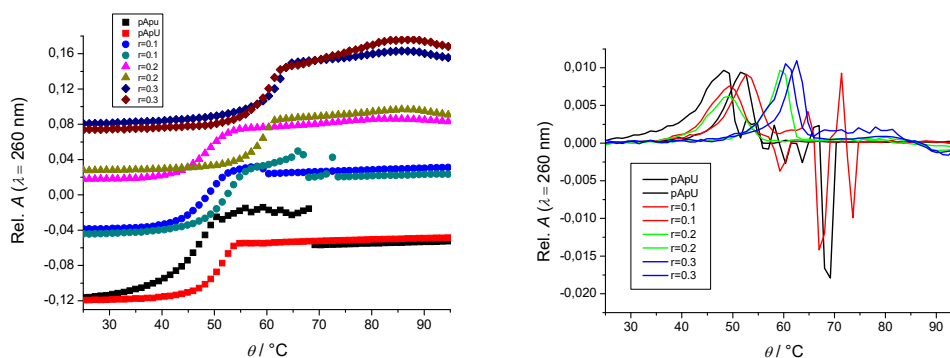 pApu
pApU
r=0.1
r=0.1
r=0.2
r=0.2
r=0.3
r=0.3
0,16
0,12
0,08
0,04
0,00
-0,04
-0,08
-0,12
Rel. A (λ = 260 nm)
30 40 50 60 70 80 90
θ / °C
0,010
0,005
0,000
-0,005
-0,010
-0,015
-0,020
Rel. A (λ = 260 nm)
pApU
pApU
r=0.1
r=0.1
r=0.2
r=0.2
r=0.3
r=0.3
30 40 50 60 70 80 90
θ / °C